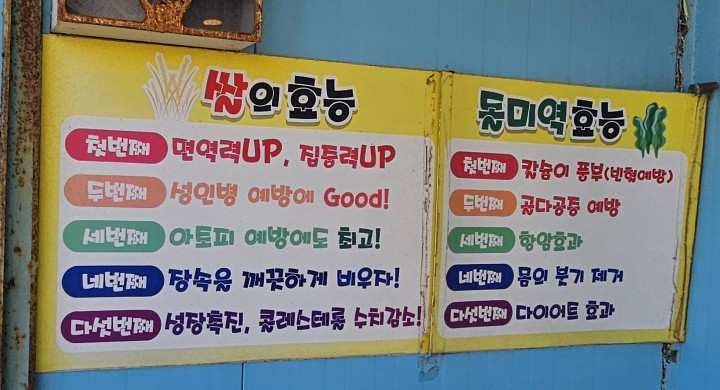 쌀의 효능
첫번째 면역력UP, 집중력UP
두번째 성인병 예방에 Good!
세번째 아토피 예방에도 최고!
네번째 장속을 깨끗하게 비우자!
다섯번째 성장촉진, 콜레스테롤 수치감소!
돗미역 효능
첫번째 칼슘이 풍부(빈혈예방)
두번째 골다공증 예방
세번째 항암효과
네번째 몸의 붓기 제거
다섯번째 다이어트 효과